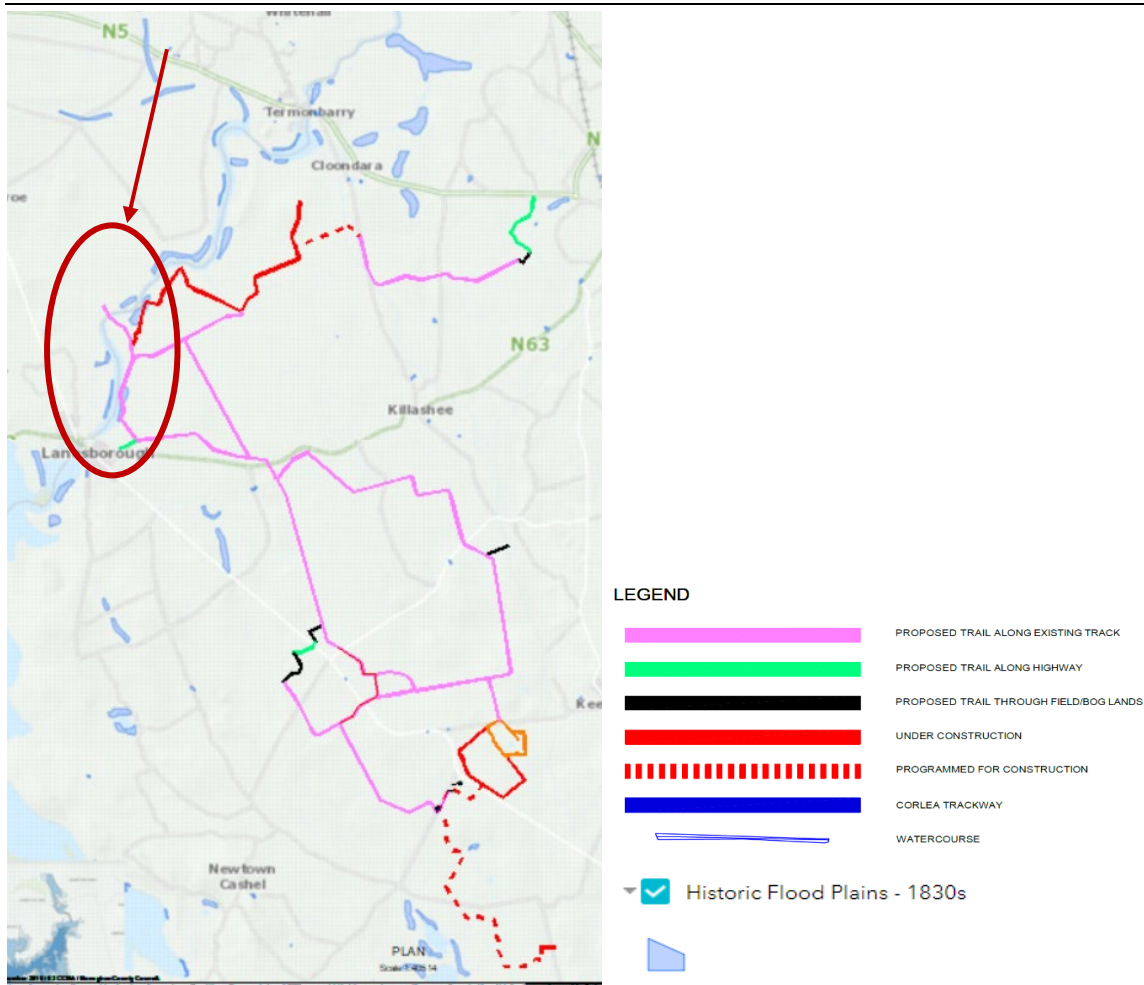 N5
Termonbarry
Cloondara
N
roe
N63
Killashee
Lanesborough
Kee
Newtown
Cashel
PLAN
LEGEND
PROPOSED TRAIL ALONG EXISTING TRACK
PROPOSED TRAIL ALONG HIGHWAY
PROPOSED TRAIL THROUGH FIELD/BOG LANDS
UNDER CONSTRUCTION
PROGRAMMED FOR CONSTRUCTION
CORLEA TRACKWAY
WATERCOURSE
Historic Flood Plains - 1830s